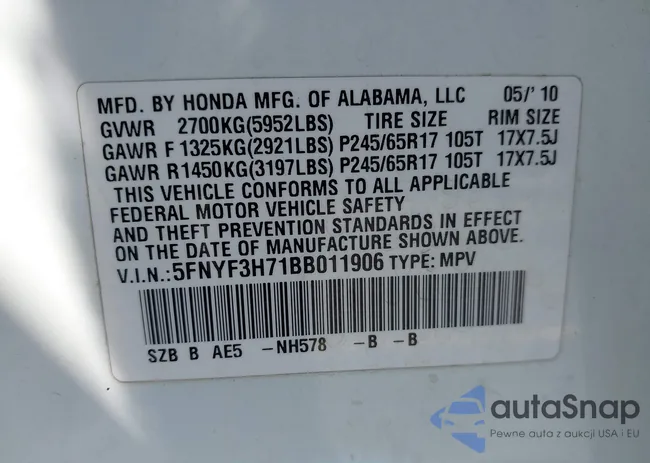 MFD. BY HONDA MFG. OF ALABAMA, LLC 05/'10
GVWR 2700KG(5952LBS) TIRE SIZE RIM SIZE
GAWR F 1325KG(2921LBS) P245/65R17 105T 17X7.5J
GAWR R 1450KG(3197LBS) P245/65R17 105T 17X7.5J
THIS VEHICLE CONFORMS TO ALL APPLICABLE
FEDERAL MOTOR VEHICLE SAFETY
AND THEFT PREVENTION STANDARDS IN EFFECT
ON THE DATE OF MANUFACTURE SHOWN ABOVE.
V.I.N.: 5FNYF3H71BB011906 TYPE: MPV
SZB B AE5 -NH578 -B -B
autaSnap
Pewne auta z aukcji USA i EU